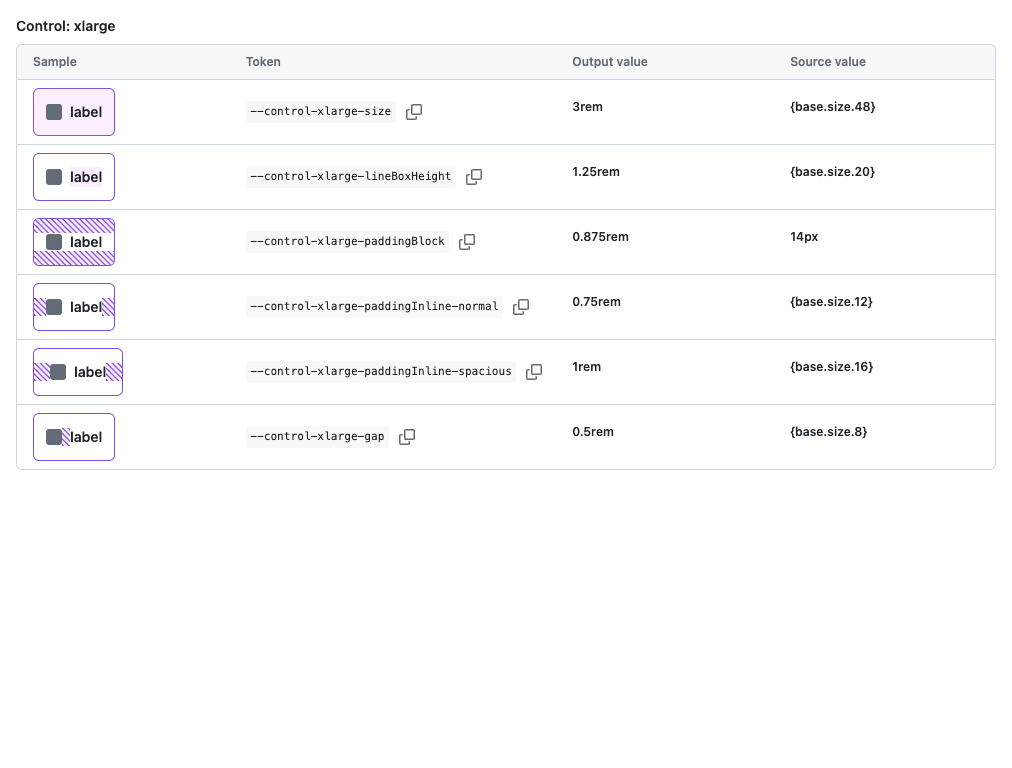 Control: xlarge
Sample Token Output value Source value
label --control-xlarge-size 3rem {base.size.48}
label --control-xlarge-lineBoxHeight 1.25rem {base.size.20}
label --control-xlarge-paddingBlock 0.875rem 14px
label --control-xlarge-paddingInline-normal 0.75rem {base.size.12}
label --control-xlarge-paddingInline-spacious 1rem {base.size.16}
label --control-xlarge-gap 0.5rem {base.size.8}